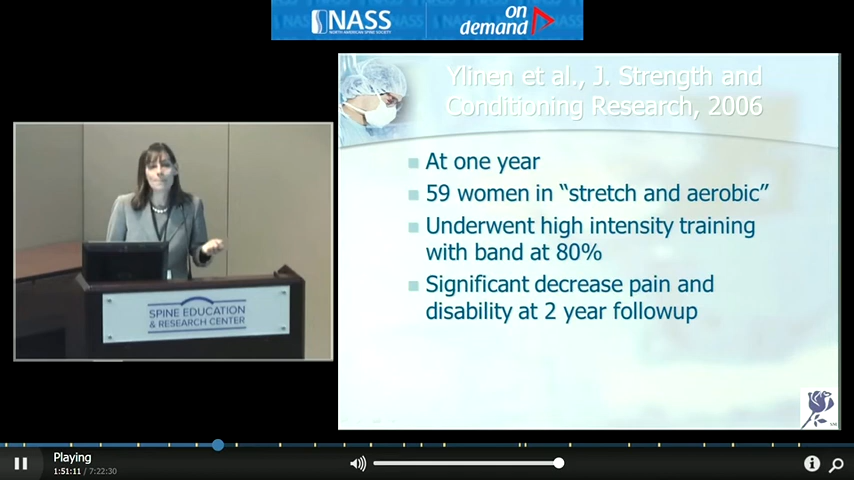 NASS
NORTH AMERICAN SPINE SOCIETY
on
demand
Ylinen et al., J. Strength and
Conditioning Research, 2006
At one year
59 women in “stretch and aerobic”
Underwent high intensity training
with band at 80%
Significant decrease pain and
disability at 2 year followup
SPINE EDUCATION
& RESEARCH CENTER
SM
Playing
1:51:11 / 7:22:30